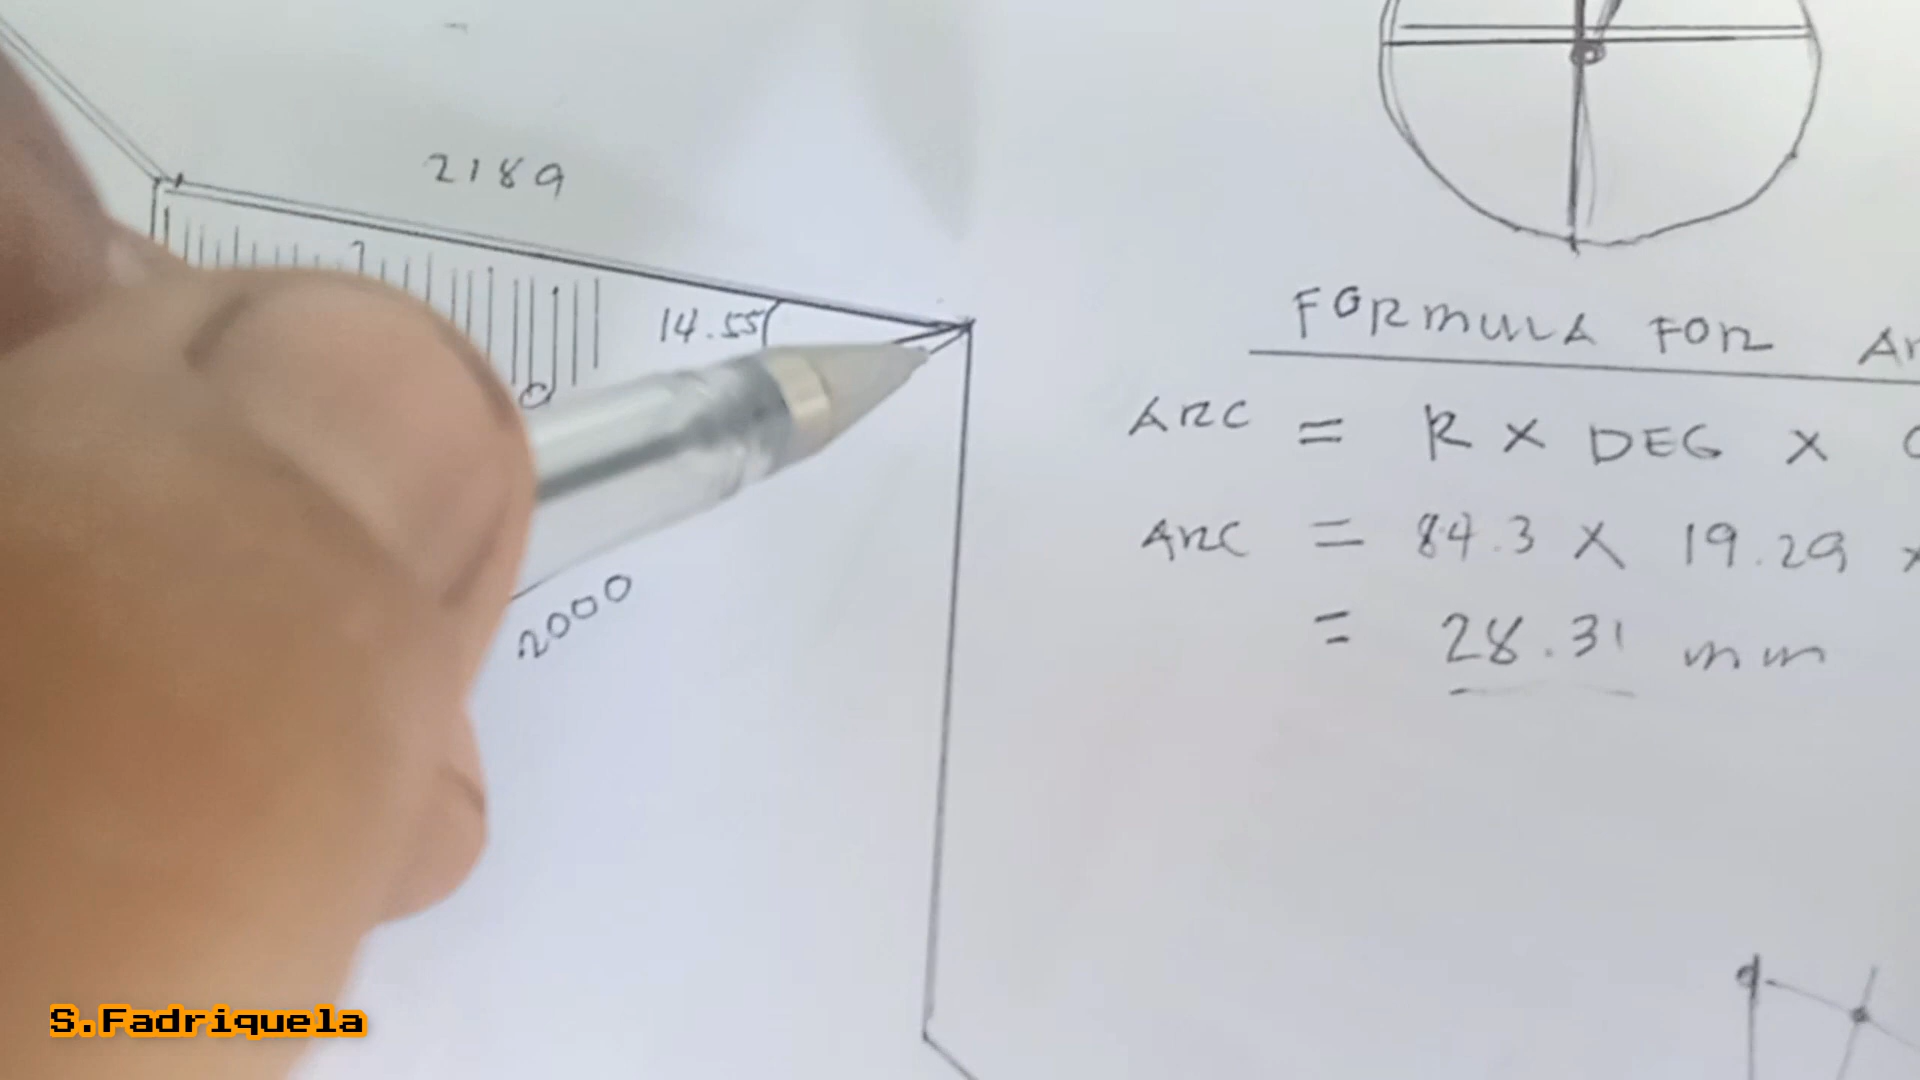 2189
14.55
2000
FORMULA FOR
ARC = R X DEG X
ARC = 84.3 X 19.29 X
= 28.31 mm
S.Fadriquela